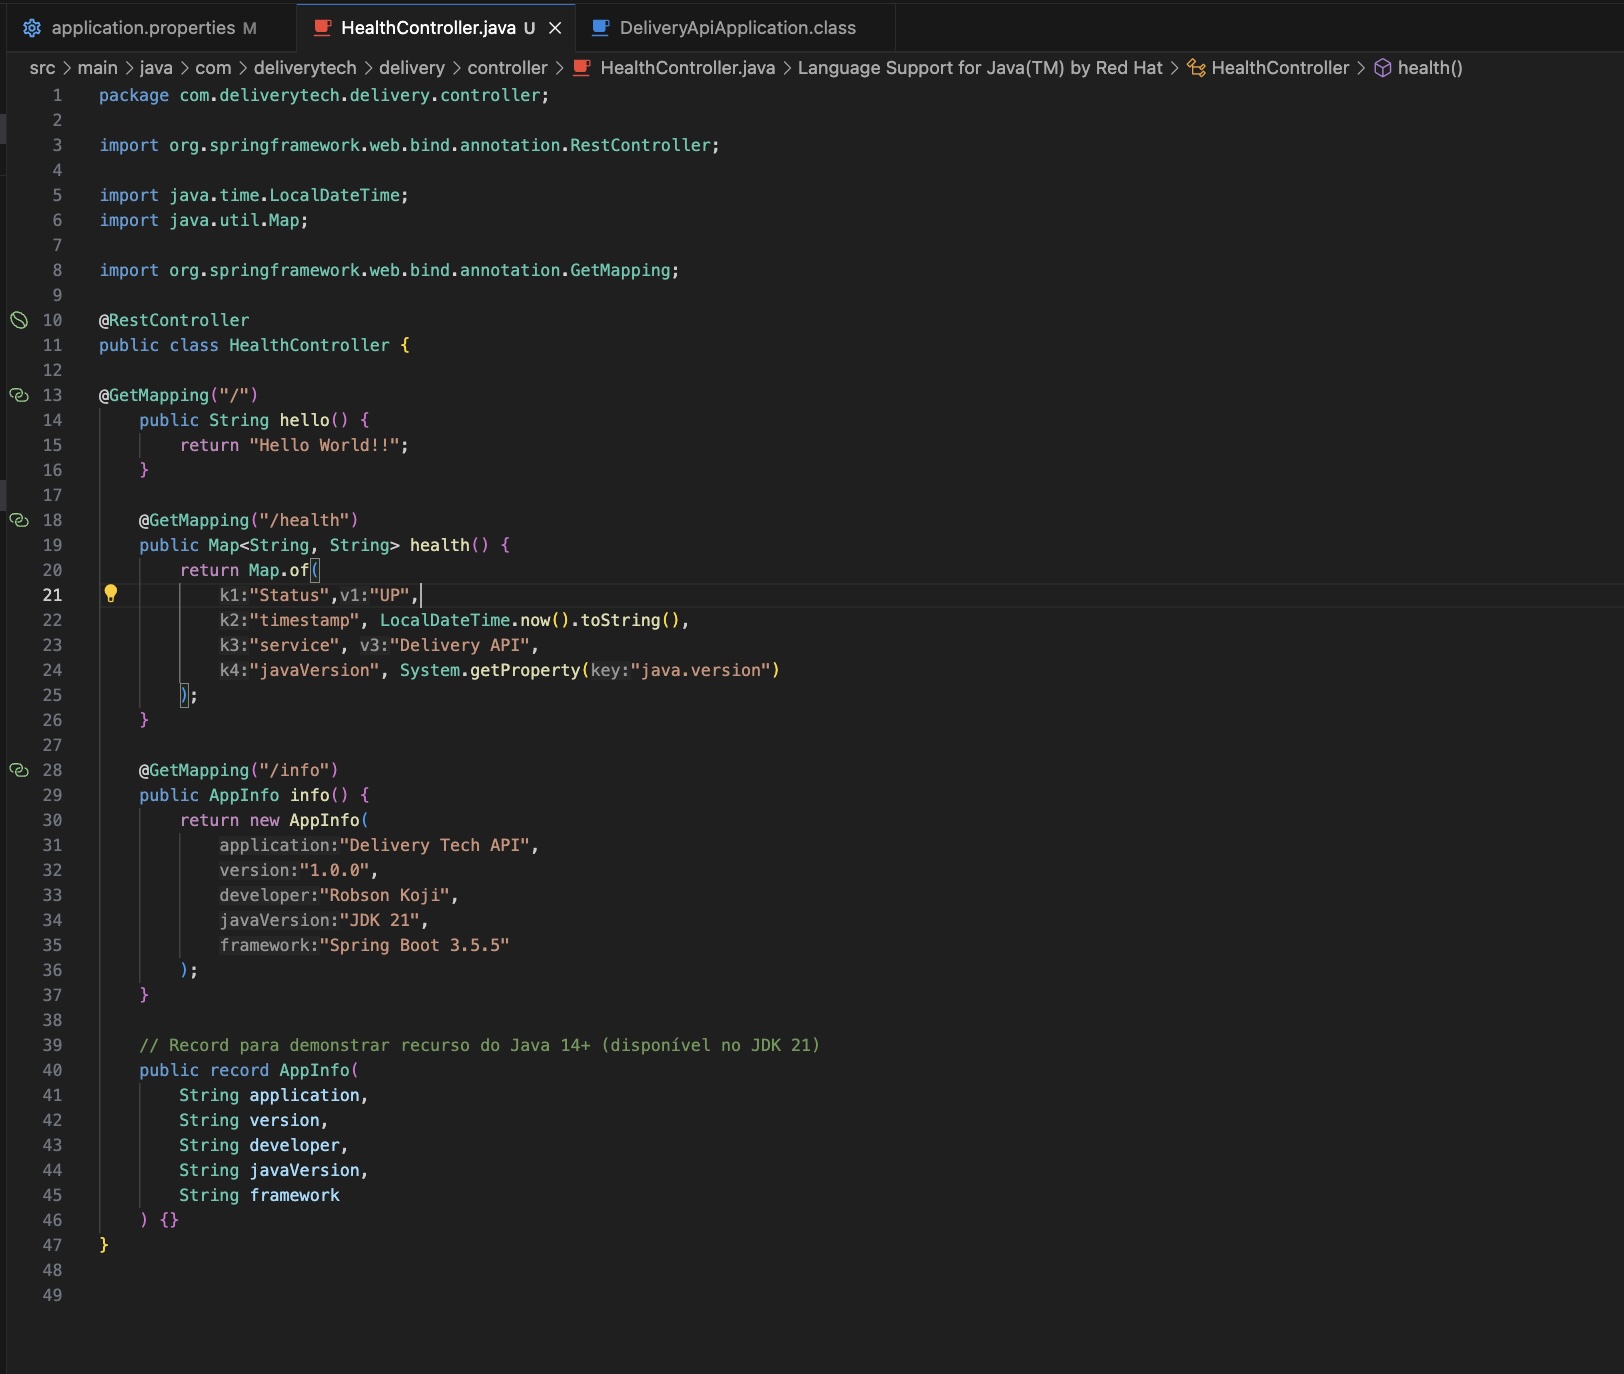 application.properties M HealthController.java U DeliveryApiApplication.class
src > main > java > com > deliverytech > delivery > controller > HealthController.java > Language Support for Java(TM) by Red Hat > HealthController > health()
1 package com.deliverytech.delivery.controller;
2
3 import org.springframework.web.bind.annotation.RestController;
4
5 import java.time.LocalDateTime;
6 import java.util.Map;
7
8 import org.springframework.web.bind.annotation.GetMapping;
9
10 @RestController
11 public class HealthController {
12
13 @GetMapping("/")
14 public String hello() {
15 return "Hello World!!";
16 }
17
18 @GetMapping("/health")
19 public Map<String, String> health() {
20 return Map.of(
21 k1:"Status",v1:"UP",
22 k2:"timestamp", LocalDateTime.now().toString(),
23 k3:"service", v3:"Delivery API",
24 k4:"javaVersion", System.getProperty(key:"java.version")
25 );
26 }
27
28 @GetMapping("/info")
29 public AppInfo info() {
30 return new AppInfo(
31 application:"Delivery Tech API",
32 version:"1.0.0",
33 developer:"Robson Koji",
34 javaVersion:"JDK 21",
35 framework:"Spring Boot 3.5.5"
36 );
37 }
38
39 // Record para demonstrar recurso do Java 14+ (disponível no JDK 21)
40 public record AppInfo(
41 String application,
42 String version,
43 String developer,
44 String javaVersion,
45 String framework
46 ) {}
47 }
48
49